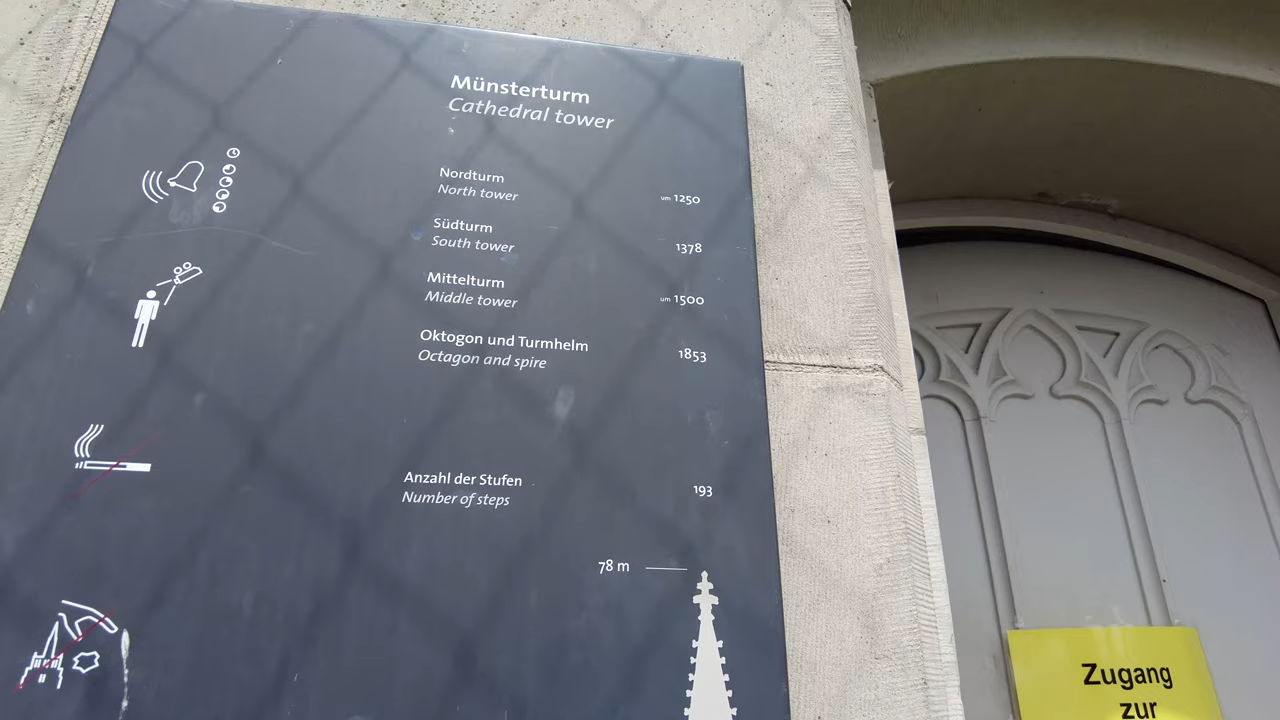 Münsterturm
Cathedral tower
Nordturm
North tower
um 1250
Südturm
South tower
1378
Mittelturm
Middle tower
um 1500
Oktogon und Turmhelm
Octagon and spire
1853
Anzahl der Stufen
Number of steps
193
78 m
Zugang
zur